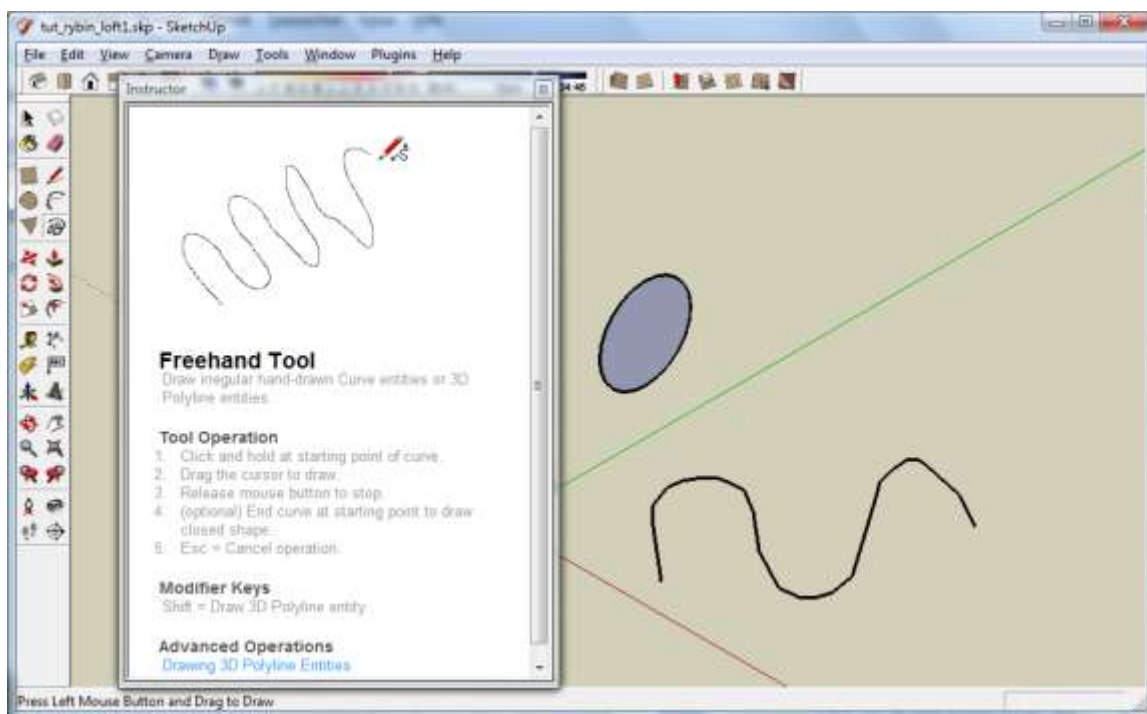 tut_rybin_loft1.skp - SketchUp
File Edit View Camera Draw Tools Window Plugins Help
Instructor
Freehand Tool
Draw irregular hand-drawn Curve entities or 3D
Polyline entities.
Tool Operation
1. Click and hold at starting point of curve.
2. Drag the cursor to draw.
3. Release mouse button to stop.
4. (optional) End curve at starting point to draw
closed shape.
5. Esc = Cancel operation.
Modifier Keys
Shift = Draw 3D Polyline entity
Advanced Operations
Drawing 3D Polyline Entities
Press Left Mouse Button and Drag to Draw